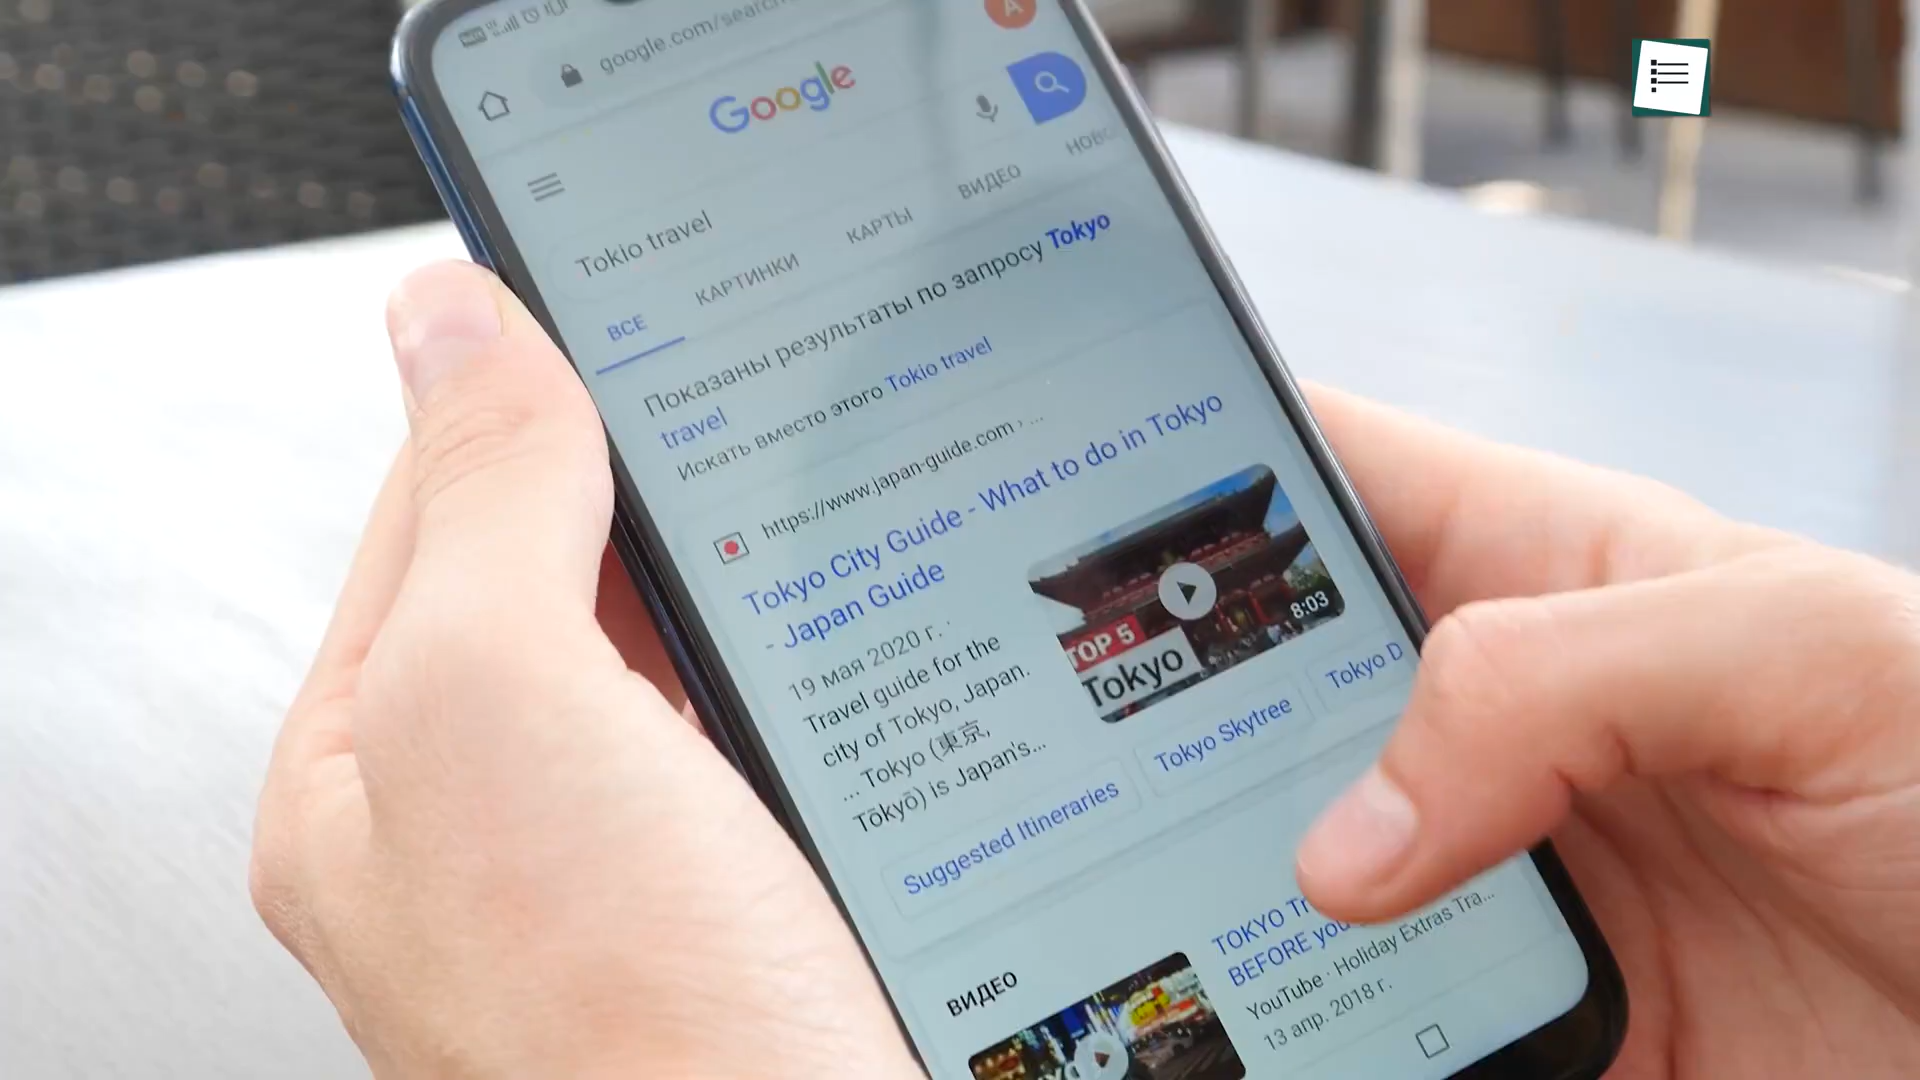 google.com/search
Google
A
Tokio travel
ВСЕ
КАРТИНКИ
КАРТЫ
ВИДЕО
Показаны результаты по запросу Tokyo
travel
Искать вместо этого Tokio travel
https://www.japan-guide.com › ...
Tokyo City Guide - What to do in Tokyo
- Japan Guide
19 мая 2020 г. ·
Travel guide for the
city of Tokyo, Japan.
... Tokyo (東京,
Tōkyō) is Japan's...
TOP 5
Tokyo
8:03
Suggested Itineraries
Tokyo Skytree
Tokyo D
ВИДЕО
TOKYO
BEFORE
YouTube · Holiday Extras Tra...
13 апр. 2018 г.